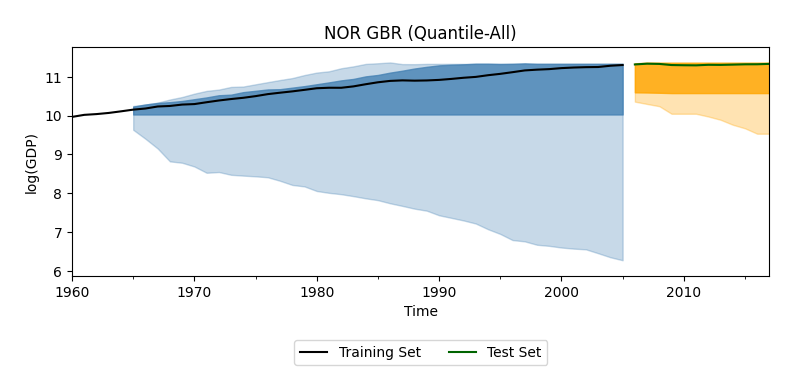 NOR GBR (Quantile-All)
log(GDP)
11
10
9
8
7
6
1960 1970 1980 1990 2000 2010
Time
Training Set Test Set